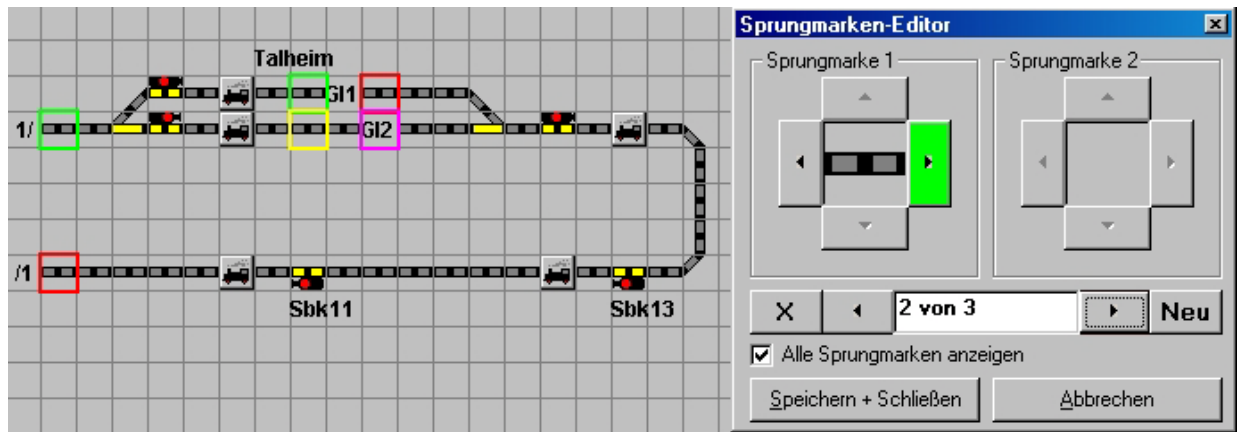 Talheim
Gl1
1/
Gl2
/1
Sbk11
Sbk13
Sprungmarken-Editor
Sprungmarke 1
Sprungmarke 2
X
2 von 3
Neu
Alle Sprungmarken anzeigen
Speichern + Schließen
Abbrechen